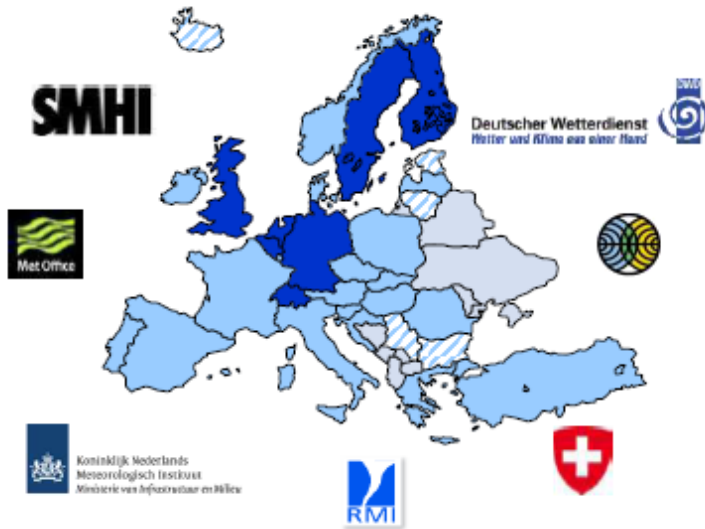 SMHI
Deutscher Wetterdienst
Wetter und Klima aus einer Hand
Met Office
Koninklijk Nederlands
Meteorologisch Instituut
Ministerie van Infrastructuur en Milieu
RMI